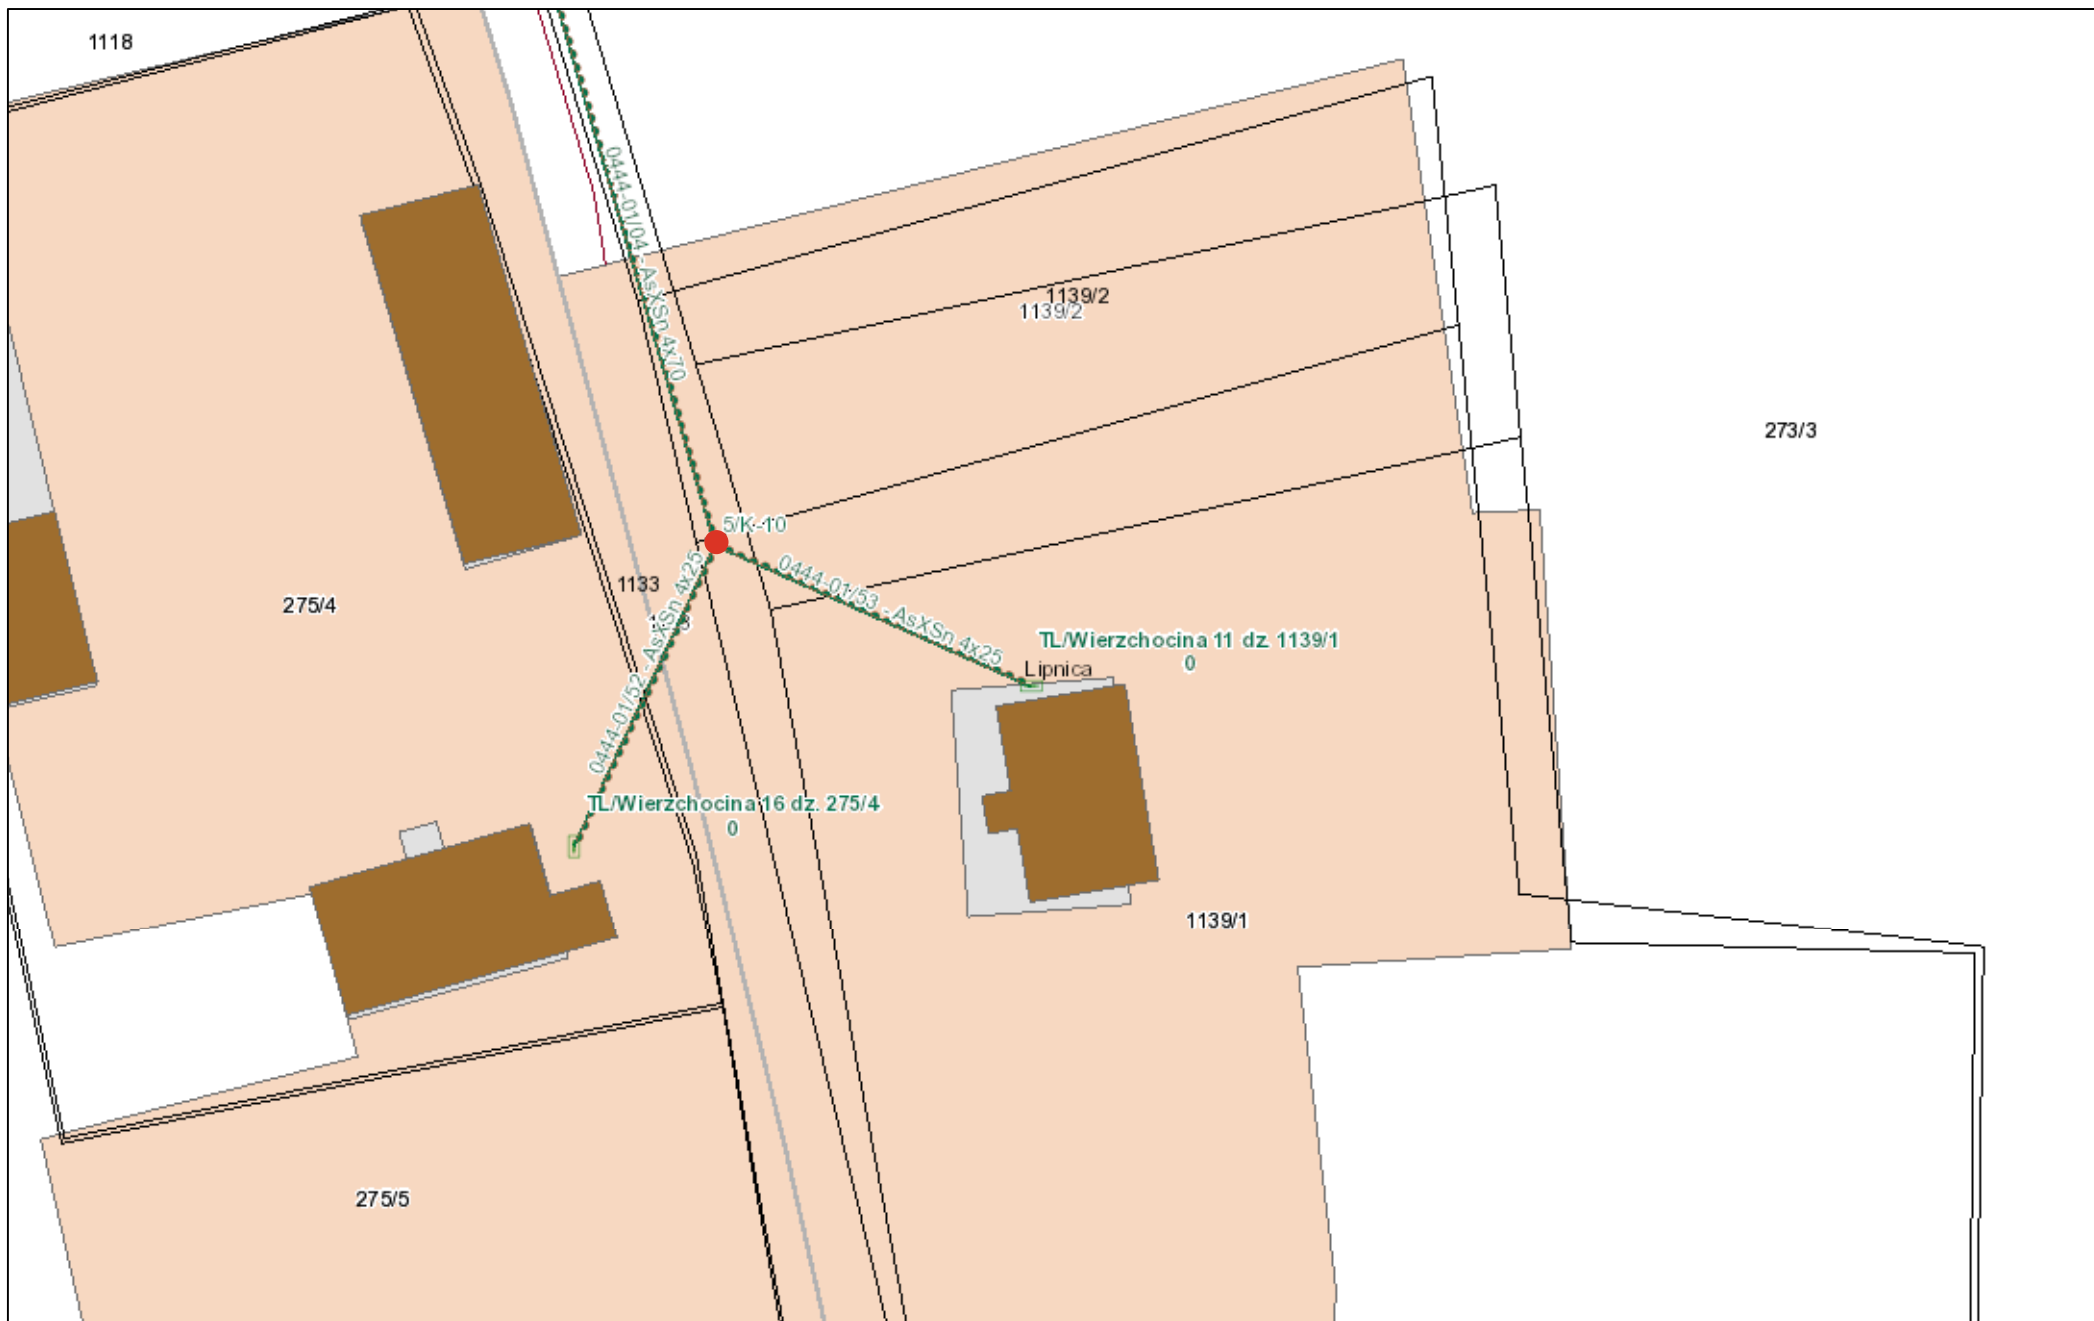 1118
0444-01/04 - AsXSn 4x70
1139/2
1139/2
273/3
5/K-10
1133
275/4
0444-01/53 - AsXSn 4x25
0444-01/52 - AsXSn 4x25
TL/Wierzchocina 11 dz. 1139/1
0
Lipnica
TL/Wierzchocina 16 dz. 275/4
0
1139/1
275/5